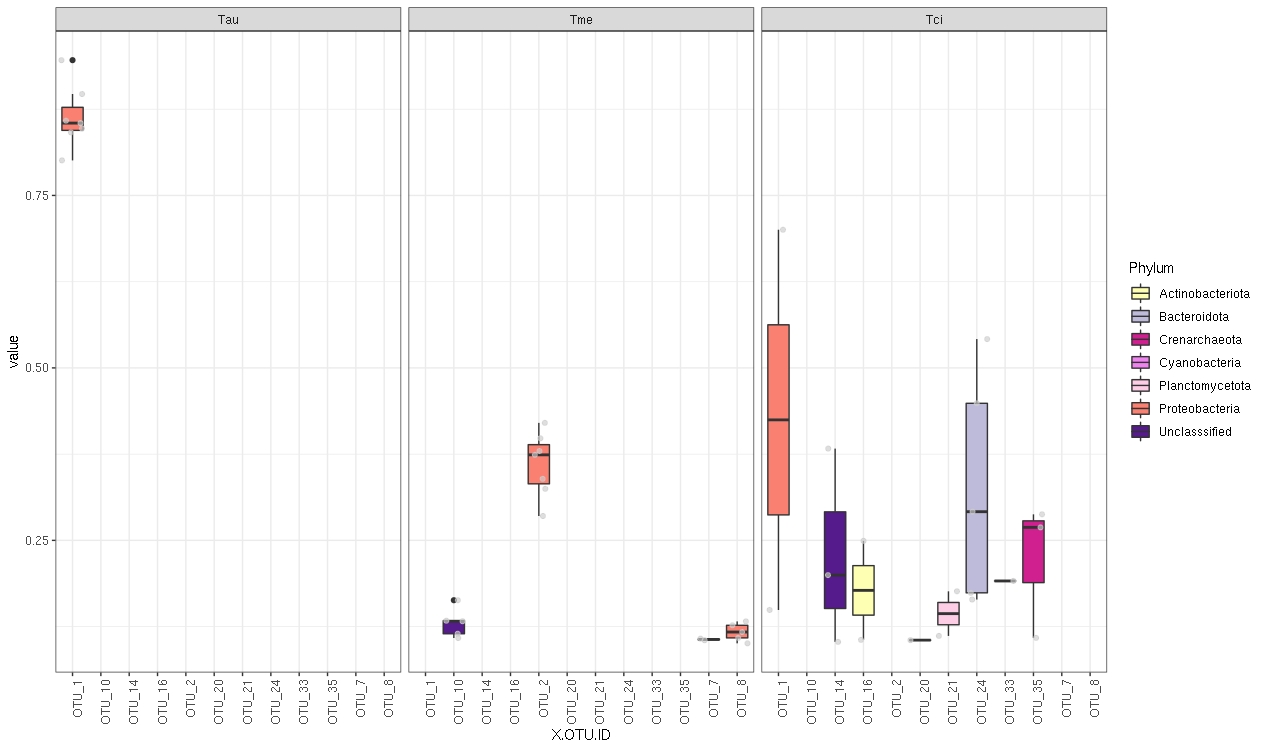 Tau
Tme
Tci
value
0.75
0.50
0.25
OTU_1
OTU_10
OTU_14
OTU_16
OTU_2
OTU_20
OTU_21
OTU_24
OTU_33
OTU_35
OTU_7
OTU_8
OTU_1
OTU_10
OTU_14
OTU_16
OTU_2
OTU_20
OTU_21
OTU_24
OTU_33
OTU_35
OTU_7
OTU_8
OTU_1
OTU_10
OTU_14
OTU_16
OTU_2
OTU_20
OTU_21
OTU_24
OTU_33
OTU_35
OTU_7
OTU_8
X.OTU.ID
Phylum
Actinobacteriota
Bacteroidota
Crenarchaeota
Cyanobacteria
Planctomycetota
Proteobacteria
Unclasssified